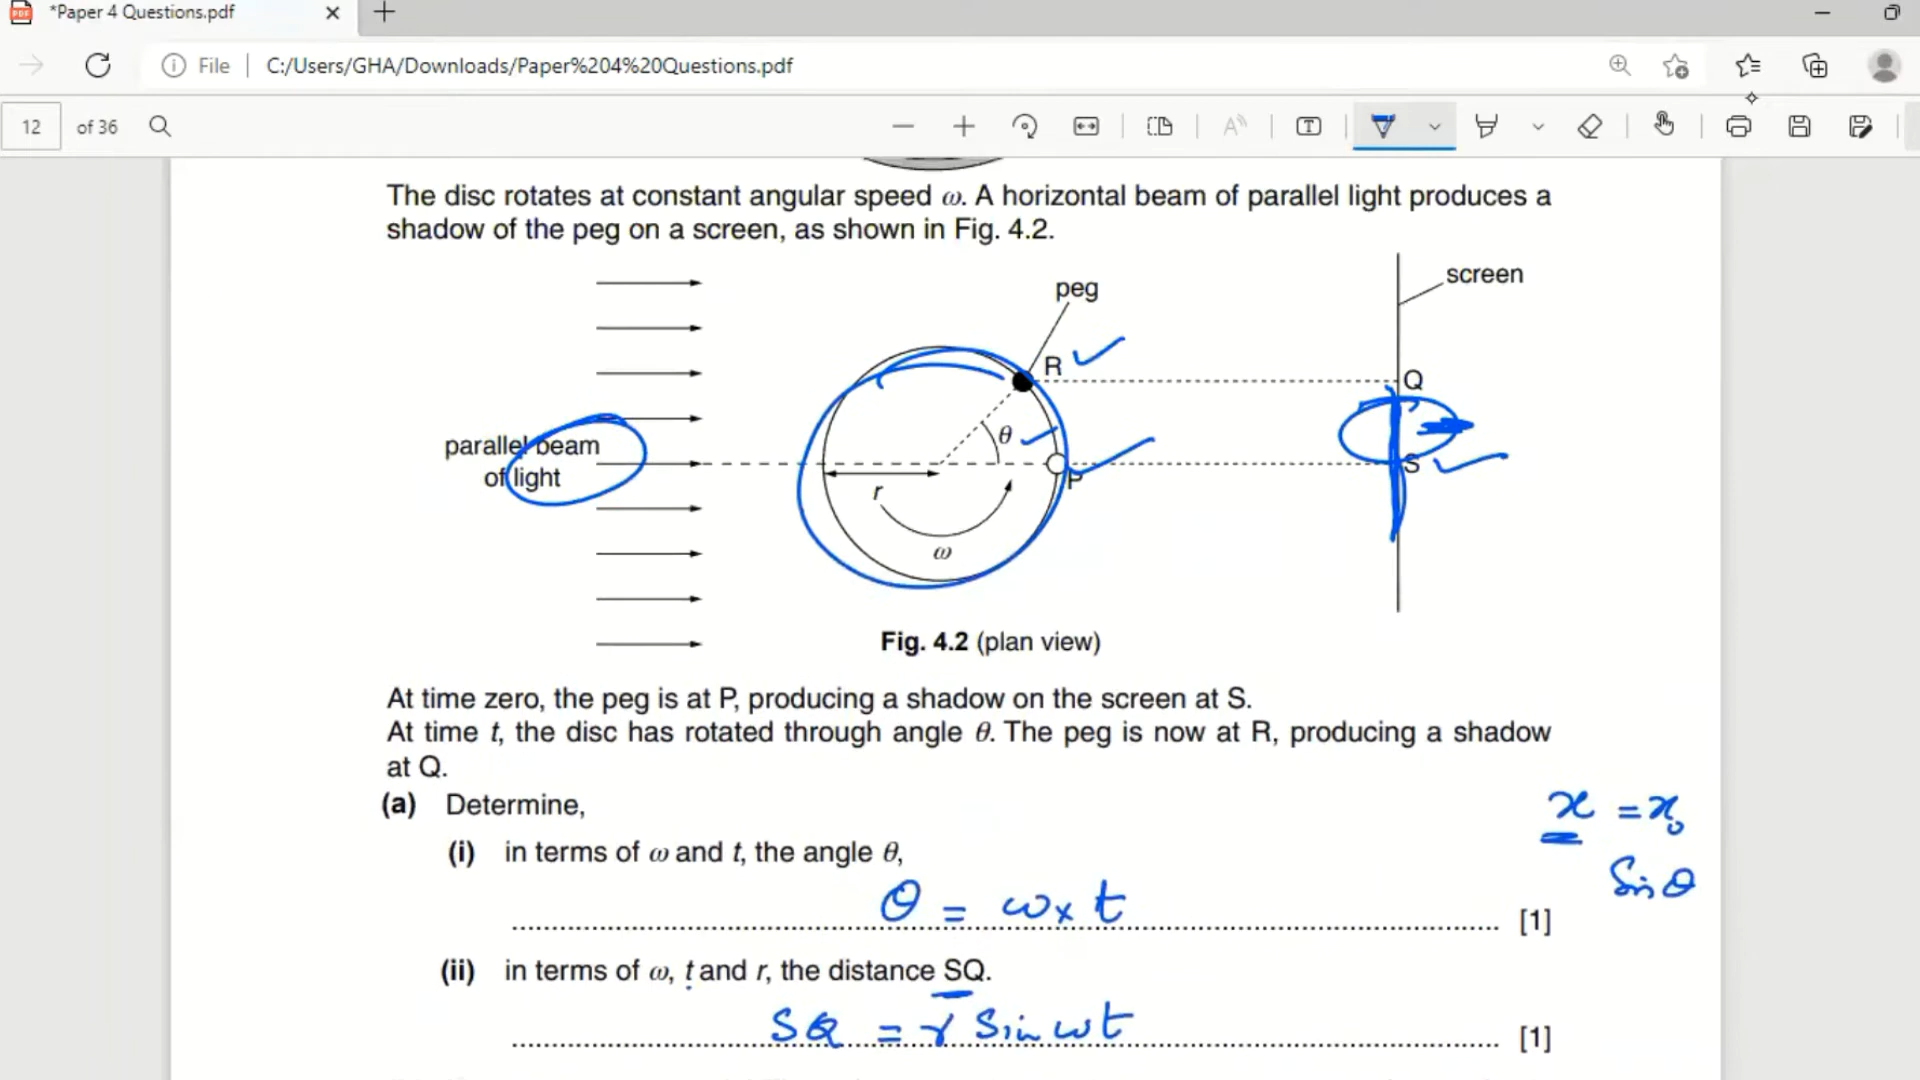 *Paper 4 Questions.pdf
File
C:/Users/GHA/Downloads/Paper%204%20Questions.pdf
12 of 36
The disc rotates at constant angular speed ω. A horizontal beam of parallel light produces a
shadow of the peg on a screen, as shown in Fig. 4.2.
screen
peg
R
Q
parallel beam
of light
θ
S
P
r
ω
Fig. 4.2 (plan view)
At time zero, the peg is at P, producing a shadow on the screen at S.
At time t, the disc has rotated through angle θ. The peg is now at R, producing a shadow
at Q.
(a) Determine,
x = x₀
sin θ
(i) in terms of ω and t, the angle θ,
θ = ω x t
[1]
(ii) in terms of ω, t and r, the distance SQ.
SQ = r sin ωt
[1]